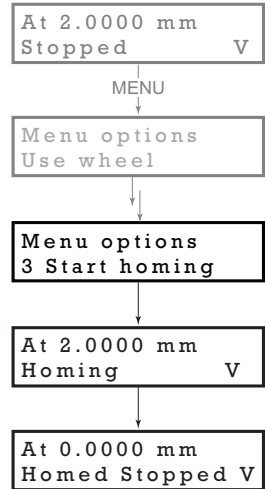 At 2.0000 mm
Stopped V
MENU
Menu options
Use wheel
Menu options
3 Start homing
At 2.0000 mm
Homing V
At 0.0000 mm
Homed Stopped V